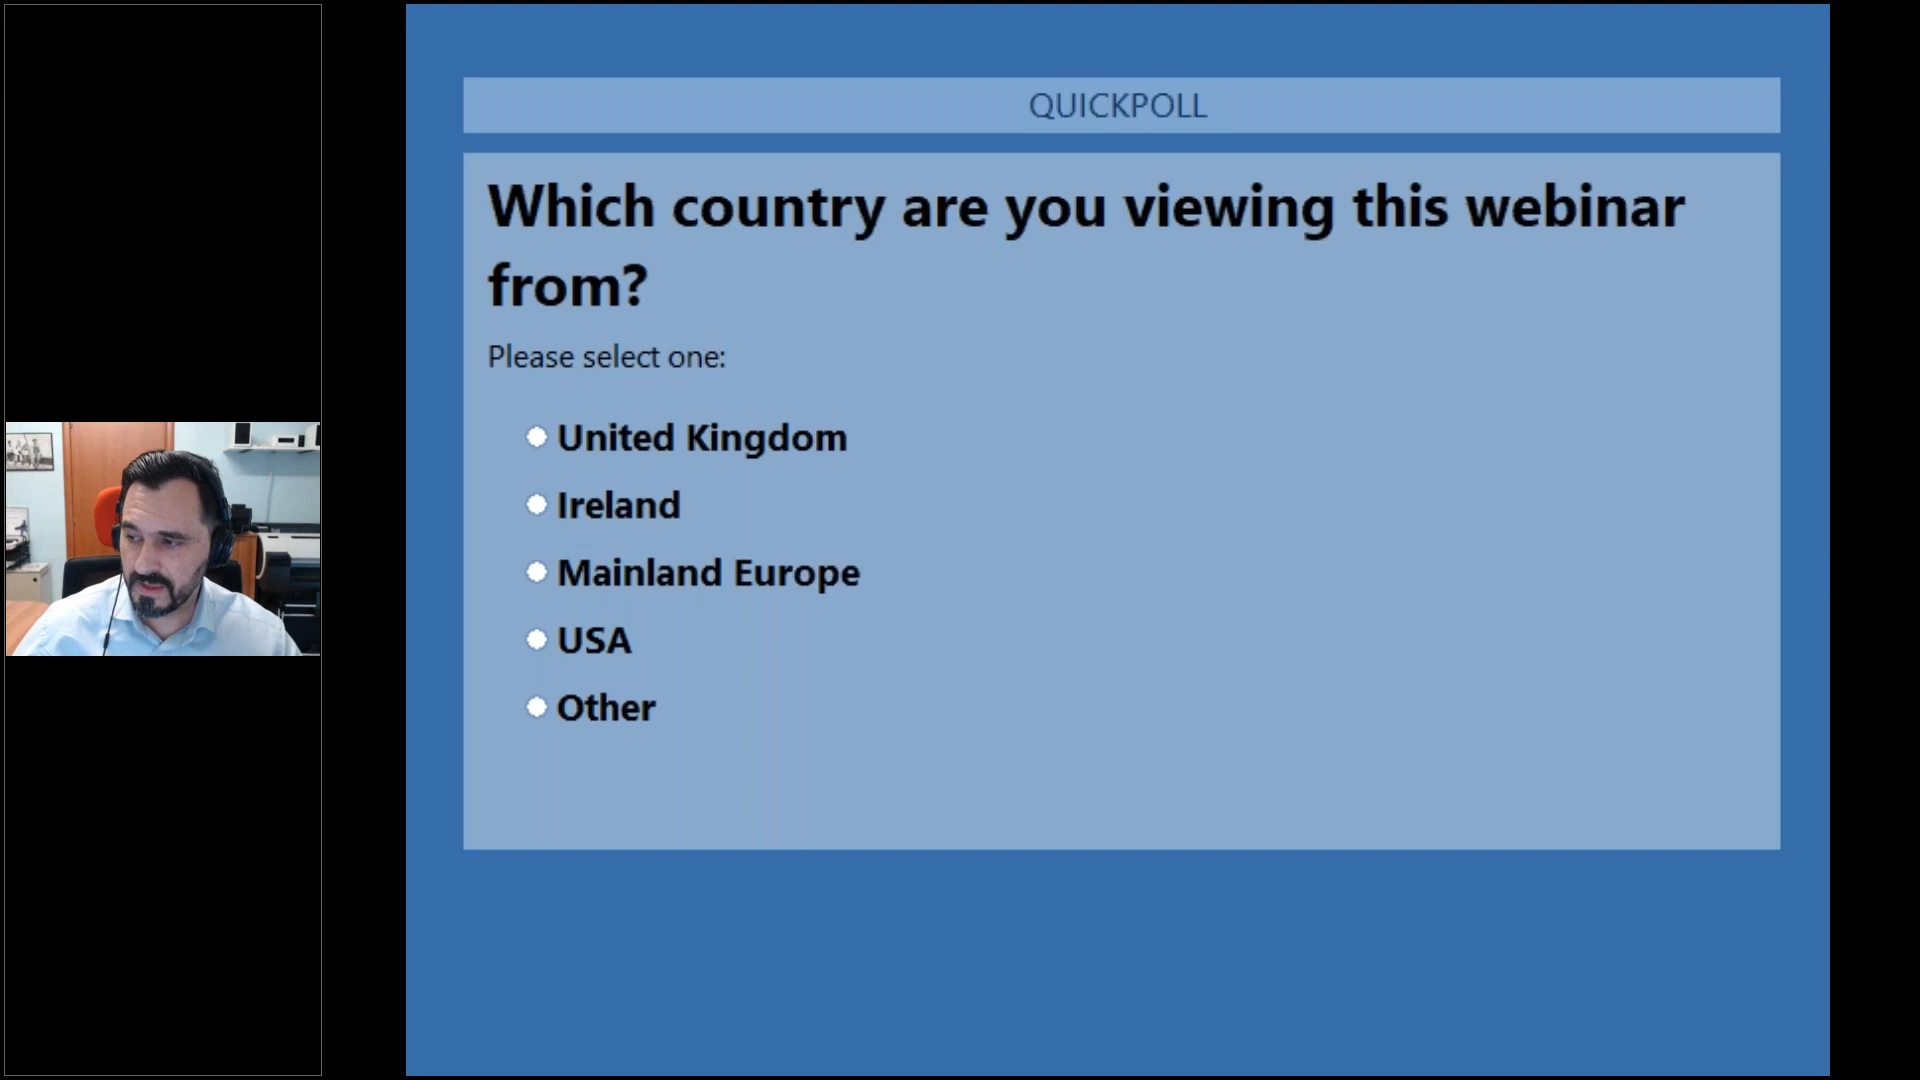 QUICKPOLL
Which country are you viewing this webinar
from?
Please select one:
United Kingdom
Ireland
Mainland Europe
USA
Other